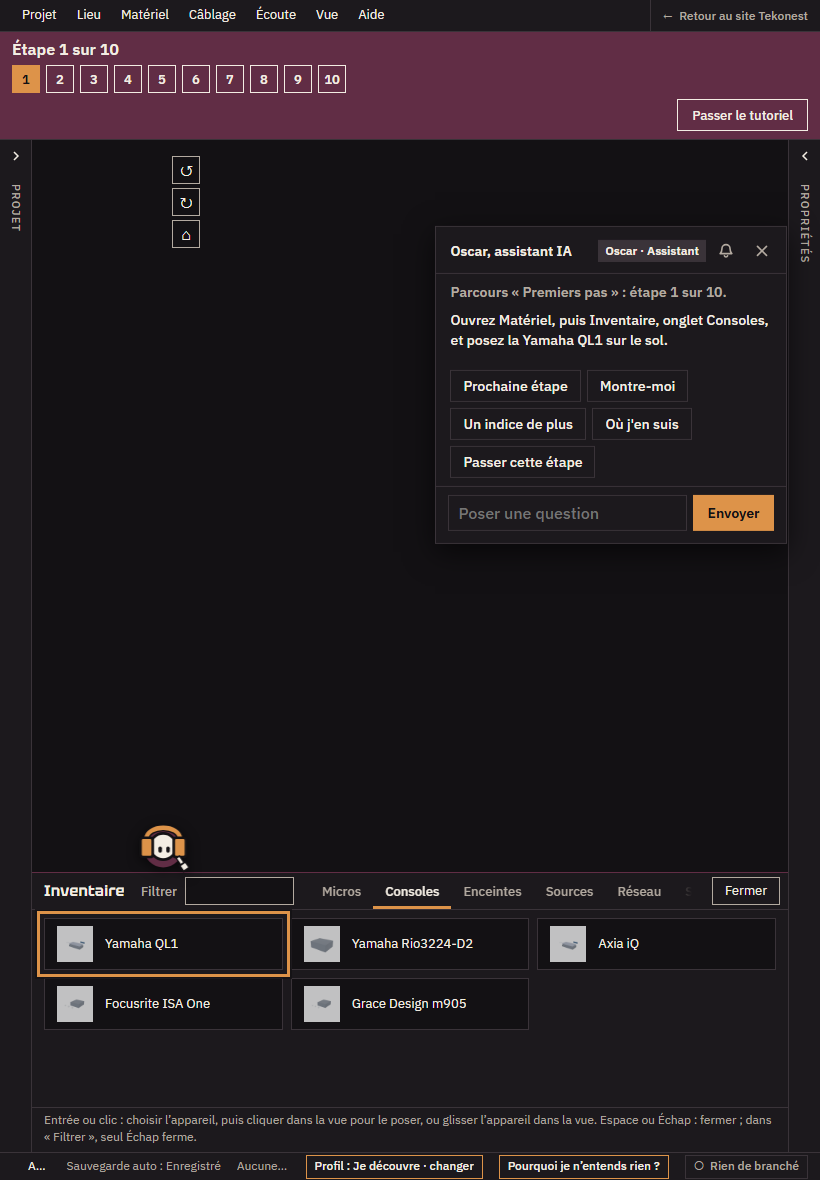 Projet Lieu Matériel Câblage Écoute Vue Aide ← Retour au site Tekonest
Étape 1 sur 10
1 2 3 4 5 6 7 8 9 10
Passer le tutoriel
PROJET
PROPRIÉTÉS
Oscar, assistant IA Oscar · Assistant
Parcours « Premiers pas » : étape 1 sur 10.
Ouvrez Matériel, puis Inventaire, onglet Consoles,
et posez la Yamaha QL1 sur le sol.
Prochaine étape Montre-moi
Un indice de plus Où j'en suis
Passer cette étape
Poser une question Envoyer
Inventaire Filtrer Micros Consoles Enceintes Sources Réseau Fermer
Yamaha QL1 Yamaha Rio3224-D2 Axia iQ
Focusrite ISA One Grace Design m905
Entrée ou clic : choisir l’appareil, puis cliquer dans la vue pour le poser, ou glisser l’appareil dans la vue. Espace ou Échap : fermer ; dans
« Filtrer », seul Échap ferme.
A... Sauvegarde auto : Enregistré Aucune... Profil : Je découvre · changer Pourquoi je n’entends rien ? Rien de branché